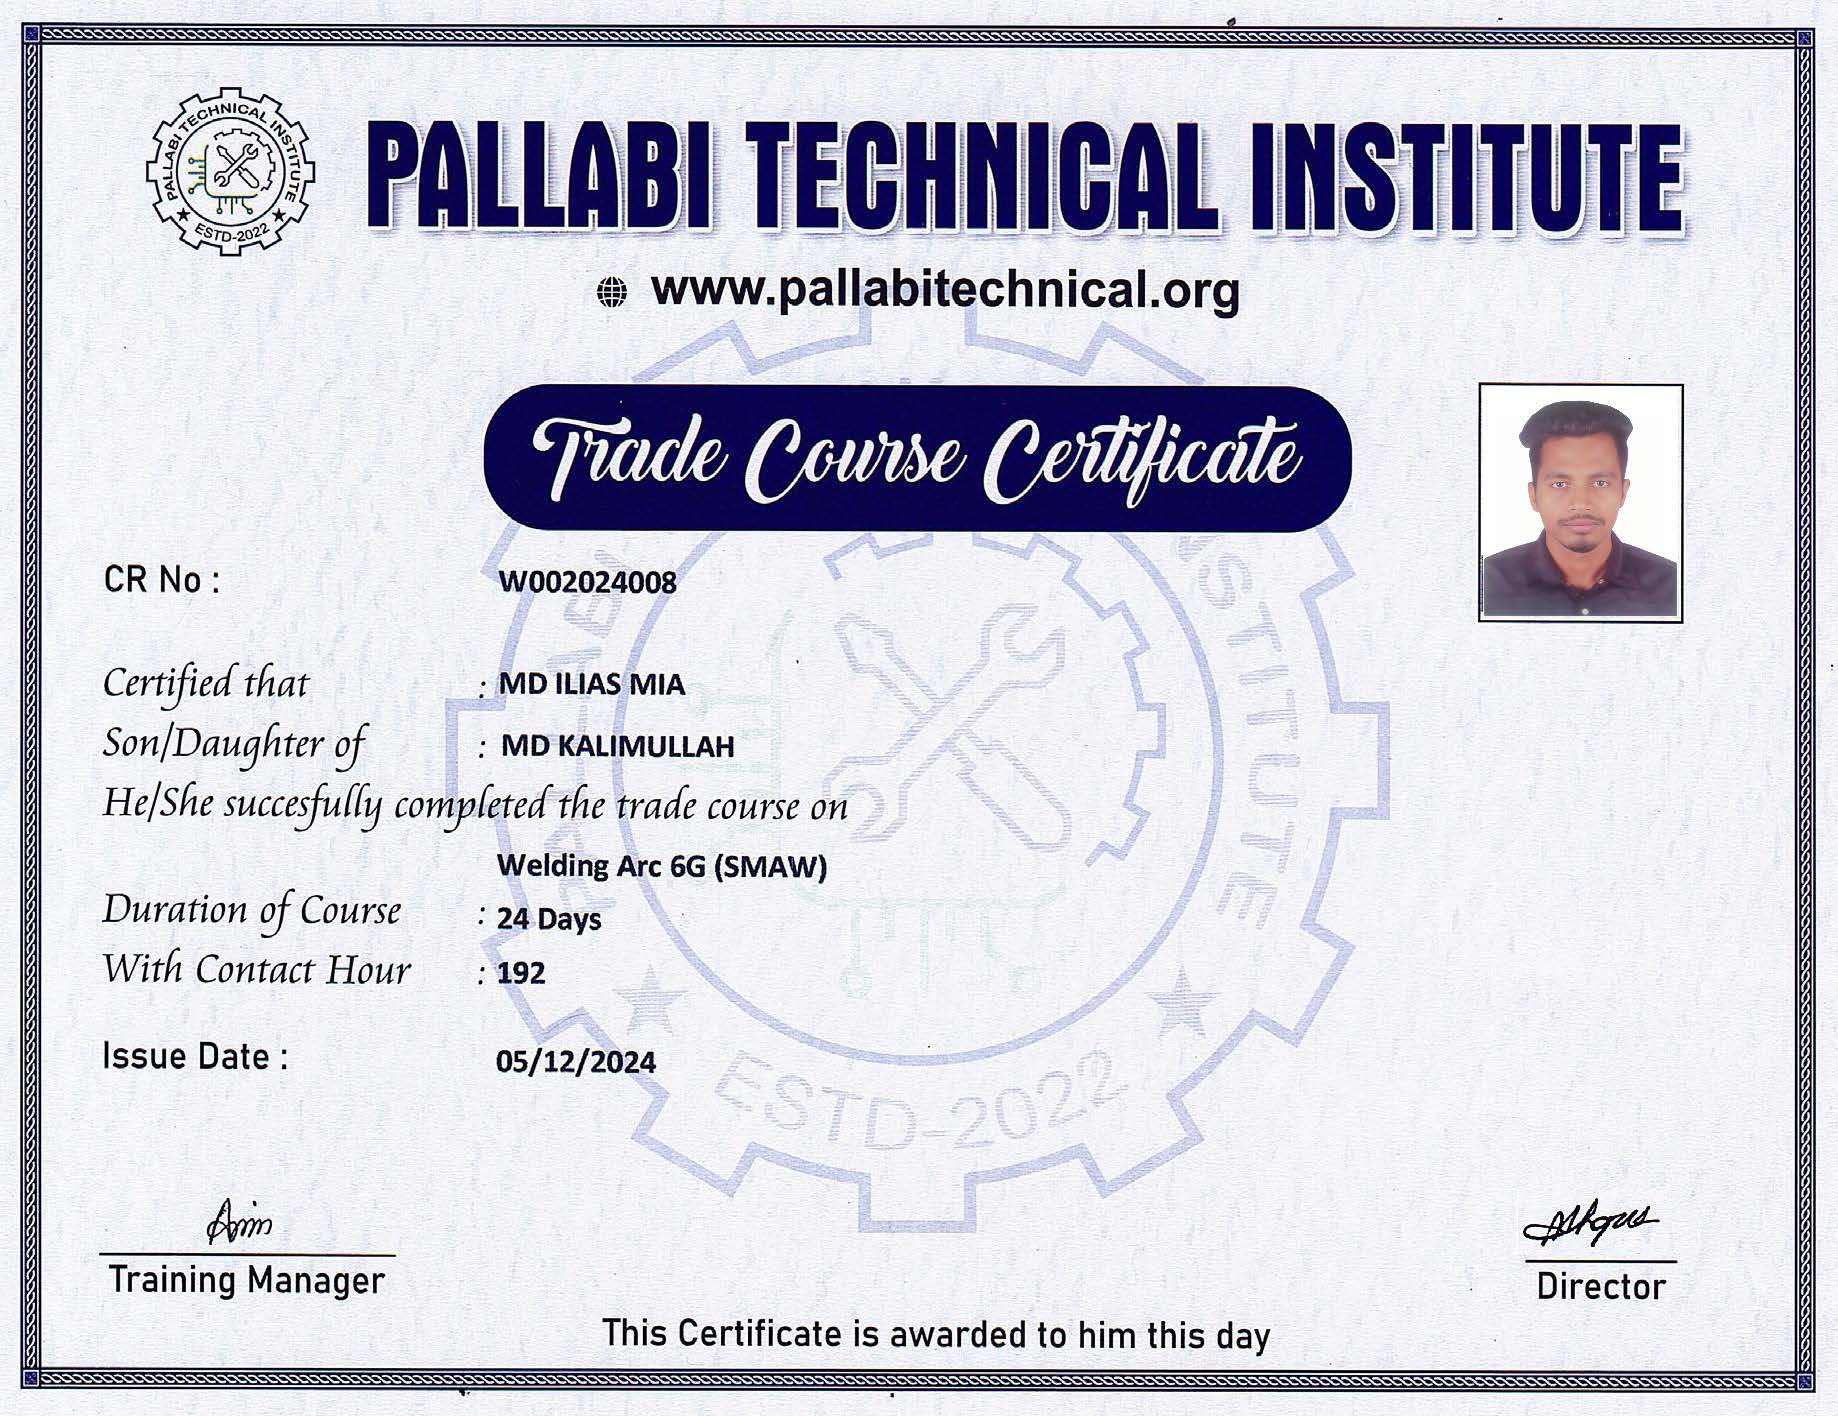 PALLABI TECHNICAL INSTITUTE
ESTD-2022
PALLABI TECHNICAL INSTITUTE
www.pallabitechnical.org
Trade Course Certificate
CR No : W002024008
Certified that : MD ILIAS MIA
Son/Daughter of : MD KALIMULLAH
He/She succesfully completed the trade course on
Welding Arc 6G (SMAW)
Duration of Course : 24 Days
With Contact Hour : 192
Issue Date : 05/12/2024
ESTD-2022
Training Manager
Director
This Certificate is awarded to him this day